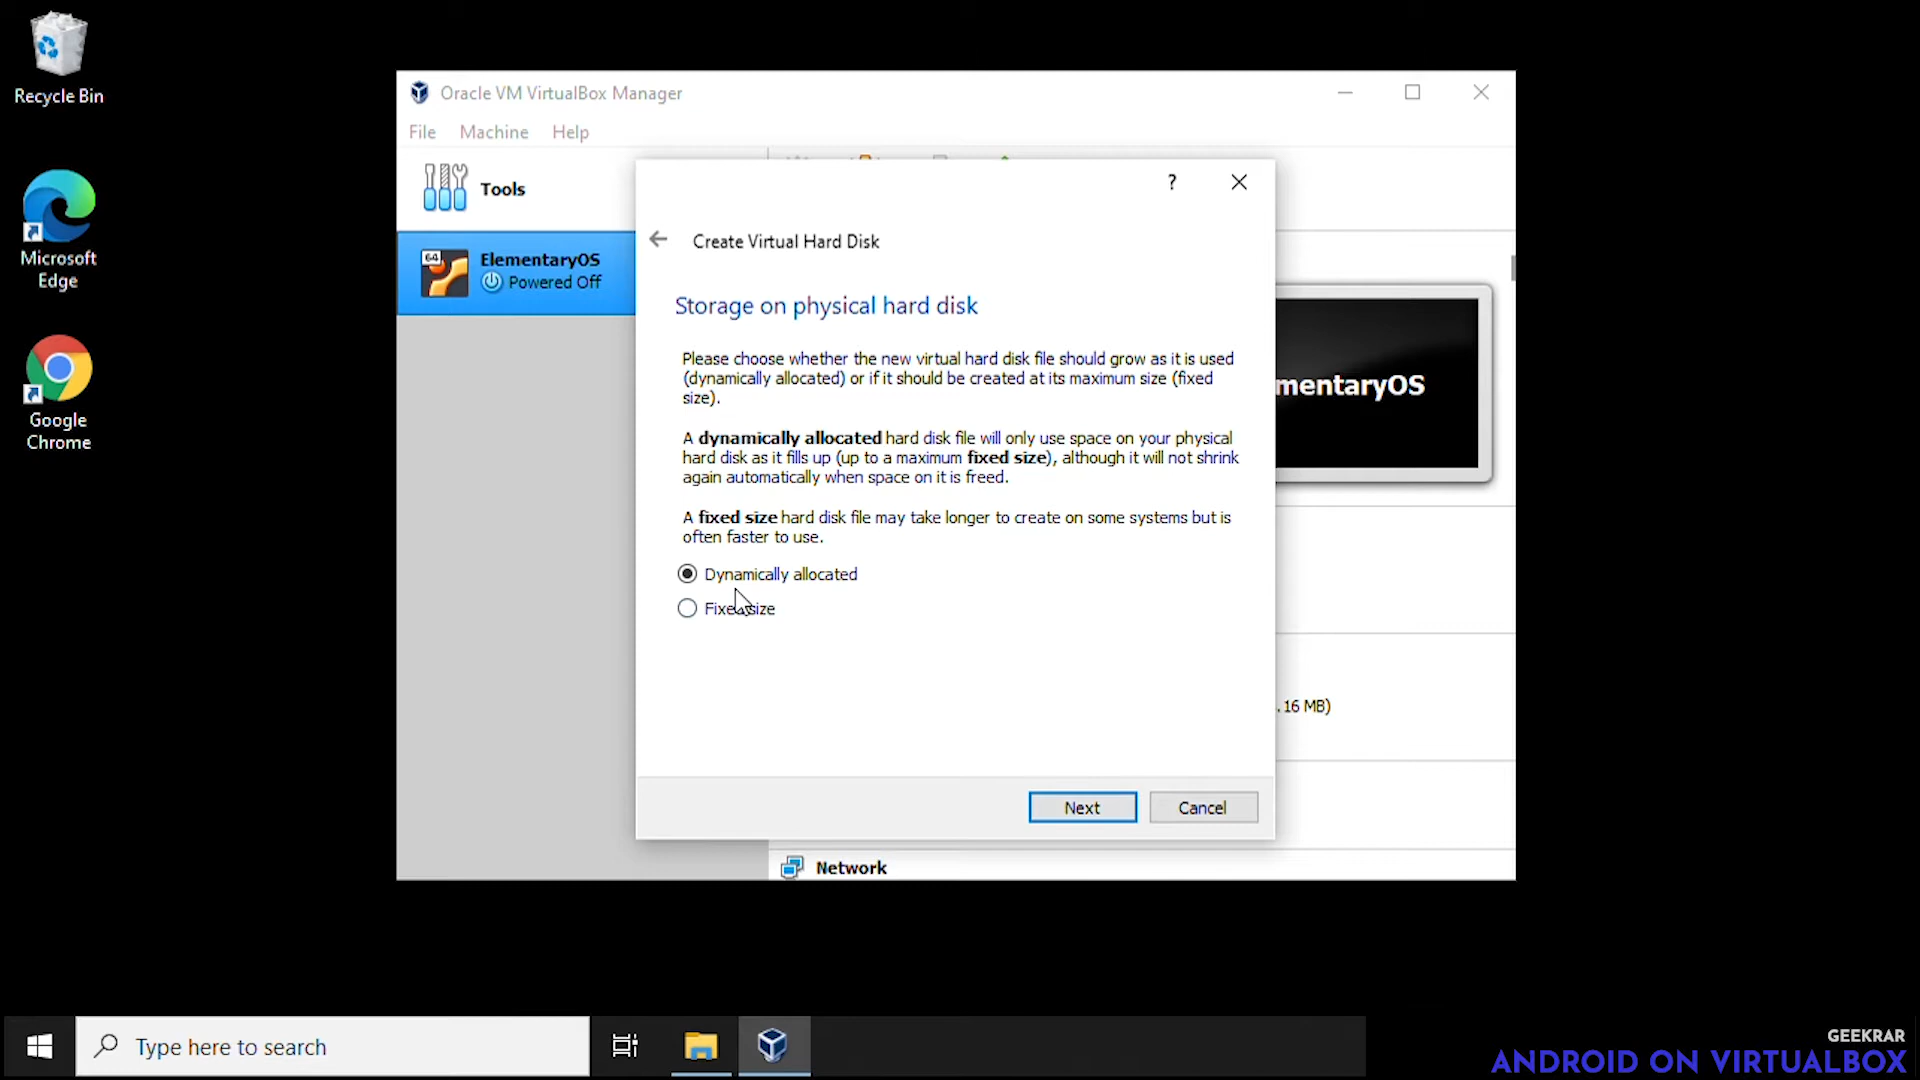 Recycle Bin
Microsoft
Edge
Google
Chrome
Oracle VM VirtualBox Manager
File Machine Help
Tools
64
ElementaryOS
Powered Off
?
Create Virtual Hard Disk
Storage on physical hard disk
Please choose whether the new virtual hard disk file should grow as it is used
(dynamically allocated) or if it should be created at its maximum size (fixed
size).
A dynamically allocated hard disk file will only use space on your physical
hard disk as it fills up (up to a maximum fixed size), although it will not shrink
again automatically when space on it is freed.
A fixed size hard disk file may take longer to create on some systems but is
often faster to use.
Dynamically allocated
Fixed size
Next Cancel
mentaryOS
.16 MB)
Network
Type here to search
GEEKRAR
ANDROID ON VIRTUALBOX